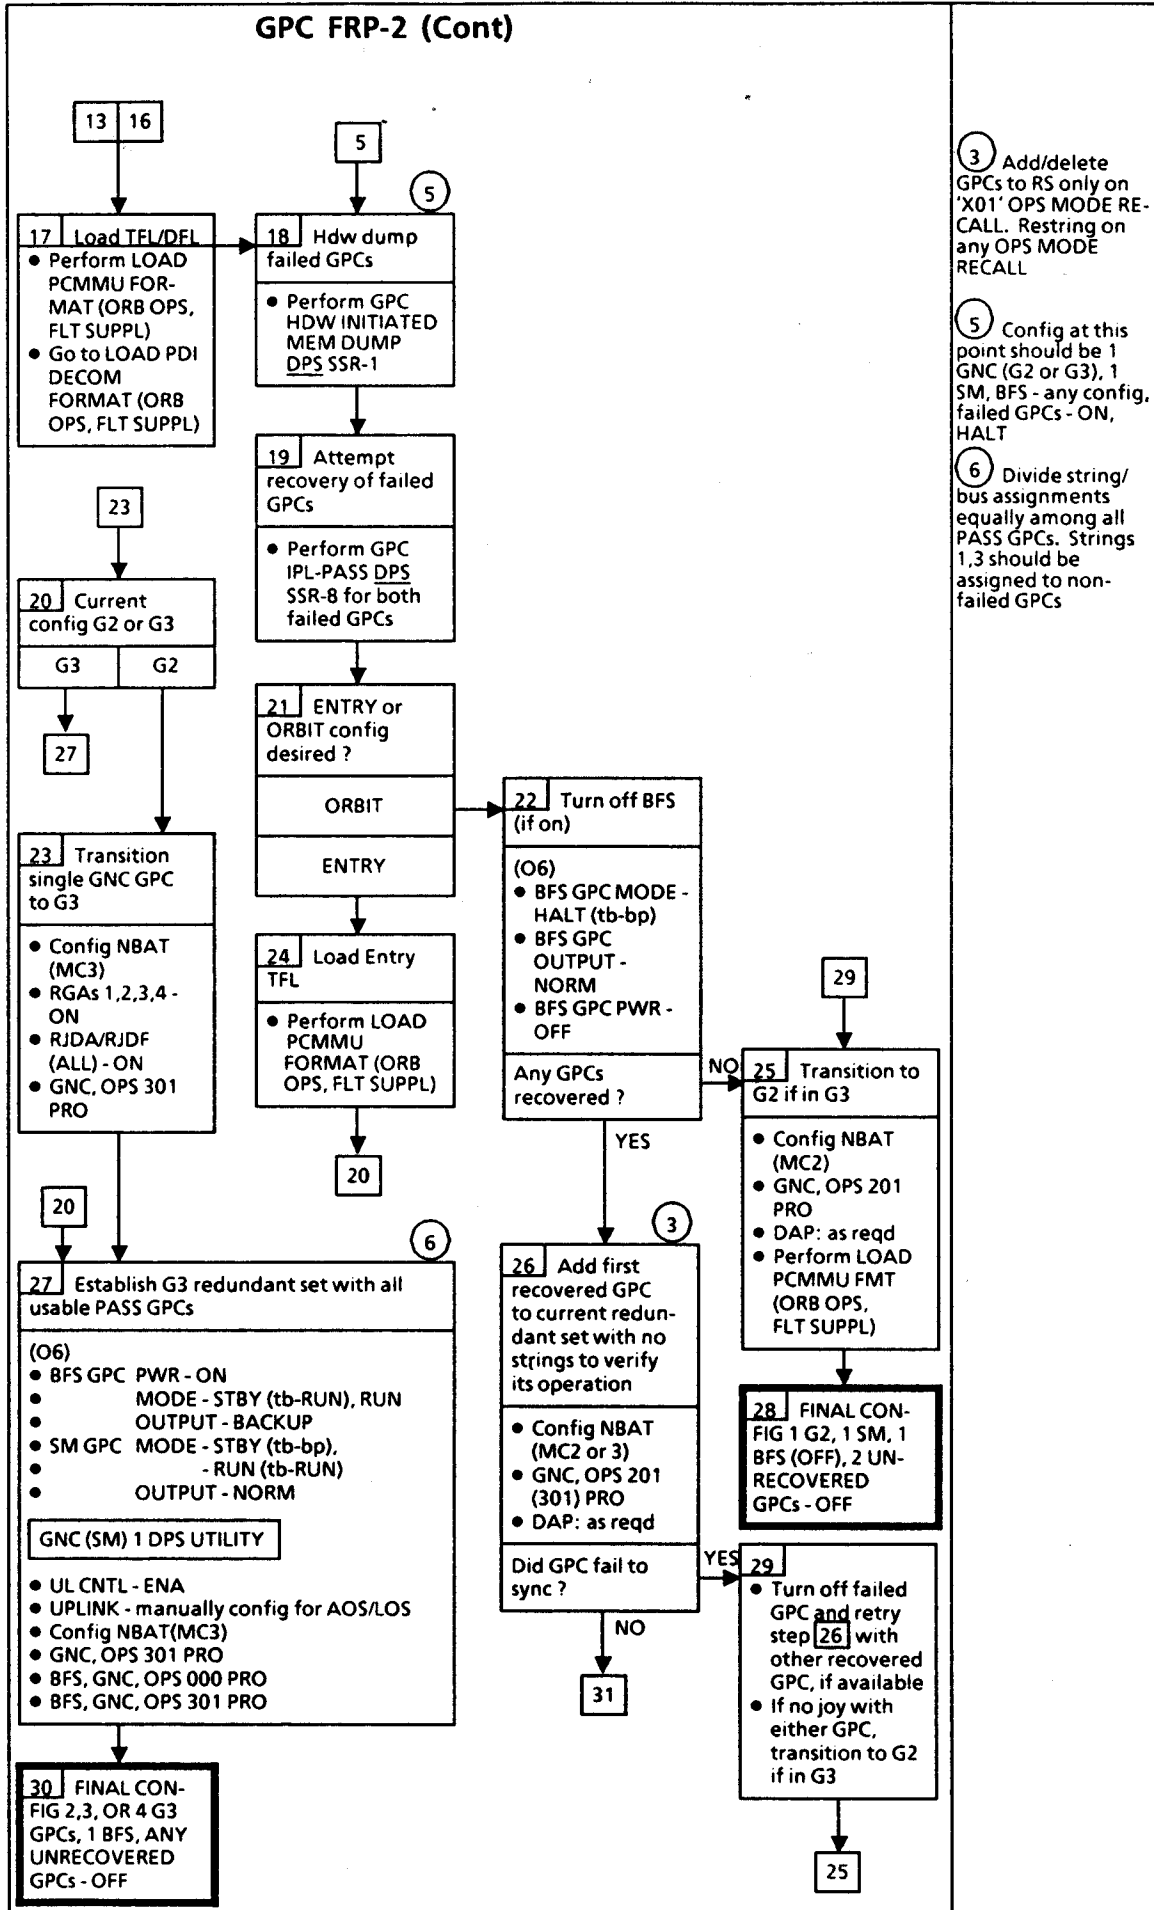 GPC FRP-2 (Cont)
13 16
17 Load TFL/DFL
● Perform LOAD
PCMMU FOR-
MAT (ORB OPS,
FLT SUPPL)
● Go to LOAD PDI
DECOM
FORMAT (ORB
OPS, FLT SUPPL)
5
5
18 Hdw dump
failed GPCs
● Perform GPC
HDW INITIATED
MEM DUMP
DPS SSR-1
19 Attempt
recovery of failed
GPCs
● Perform GPC
IPL-PASS DPS
SSR-8 for both
failed GPCs
23
20 Current
config G2 or G3
G3 G2
27
21 ENTRY or
ORBIT config
desired ?
ORBIT
ENTRY
22 Turn off BFS
(if on)
(O6)
● BFS GPC MODE -
HALT (tb-bp)
● BFS GPC
OUTPUT -
NORM
● BFS GPC PWR -
OFF
Any GPCs
recovered ?
NO
YES
23 Transition
single GNC GPC
to G3
● Config NBAT
(MC3)
● RGAs 1,2,3,4 -
ON
● RJDA/RJDF
(ALL) - ON
● GNC, OPS 301
PRO
24 Load Entry
TFL
● Perform LOAD
PCMMU
FORMAT (ORB
OPS, FLT SUPPL)
20
29
25 Transition to
G2 if in G3
● Config NBAT
(MC2)
● GNC, OPS 201
PRO
● DAP: as reqd
● Perform LOAD
PCMMU FMT
(ORB OPS,
FLT SUPPL)
3
26 Add first
recovered GPC
to current redun-
dant set with no
strings to verify
its operation
● Config NBAT
(MC2 or 3)
● GNC, OPS 201
(301) PRO
● DAP: as reqd
Did GPC fail to
sync ?
YES
NO
31
20
6
27 Establish G3 redundant set with all
usable PASS GPCs
(O6)
● BFS GPC PWR - ON
● MODE - STBY (tb-RUN), RUN
● OUTPUT - BACKUP
● SM GPC MODE - STBY (tb-bp),
● - RUN (tb-RUN)
● OUTPUT - NORM
GNC (SM) 1 DPS UTILITY
● UL CNTL - ENA
● UPLINK - manually config for AOS/LOS
● Config NBAT(MC3)
● GNC, OPS 301 PRO
● BFS, GNC, OPS 000 PRO
● BFS, GNC, OPS 301 PRO
28 FINAL CON-
FIG 1 G2, 1 SM, 1
BFS (OFF), 2 UN-
RECOVERED
GPCs - OFF
29
● Turn off failed
GPC and retry
step 26 with
other recovered
GPC, if available
● If no joy with
either GPC,
transition to G2
if in G3
25
30 FINAL CON-
FIG 2,3, OR 4 G3
GPCs, 1 BFS, ANY
UNRECOVERED
GPCs - OFF
3 Add/delete
GPCs to RS only on
'X01' OPS MODE RE-
CALL. Restring on
any OPS MODE
RECALL
5 Config at this
point should be 1
GNC (G2 or G3), 1
SM, BFS - any config,
failed GPCs - ON,
HALT
6 Divide string/
bus assignments
equally among all
PASS GPCs. Strings
1,3 should be
assigned to non-
failed GPCs